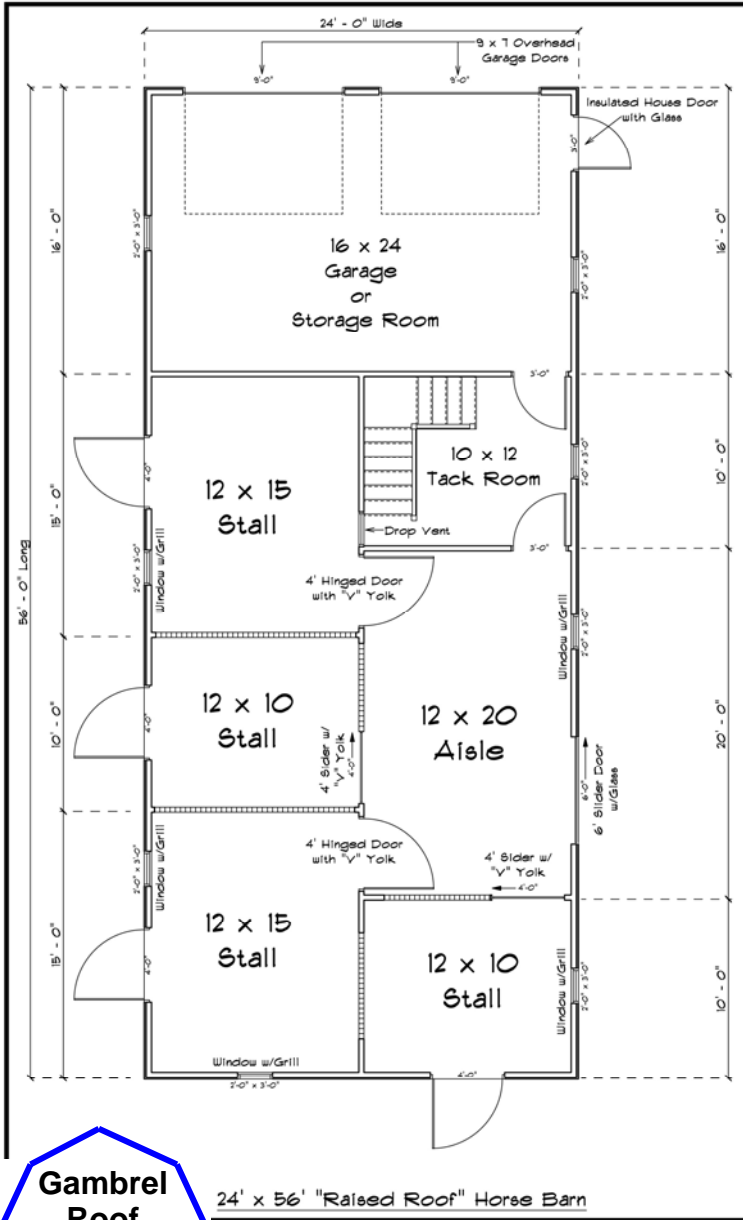 24' - 0" Wide
9 x 7 Overhead
Garage Doors
9'-0"
9'-0"
Insulated House Door
with Glass
3'-0"
16' - 0"
16' - 0"
2'-0" x 3'-0"
2'-0" x 3'-0"
16 x 24
Garage
or
Storage Room
3'-0"
10 x 12
Tack Room
2'-0" x 3'-0"
10' - 0"
12 x 15
Stall
4'-0"
15' - 0"
Drop Vent
3'-0"
56' - 0" Long
2'-0" x 3'-0"
Window w/Grill
4' Hinged Door
with "V" Yolk
Window w/Grill
2'-0" x 3'-0"
12 x 10
Stall
4'-0"
10' - 0"
4' Slider w/
"V" Yolk
4'-0"
12 x 20
Aisle
20' - 0"
6'-0"
6' Slider Door
w/Glass
4' Hinged Door
with "V" Yolk
4' Slider w/
"V" Yolk
4'-0"
2'-0" x 3'-0"
Window w/Grill
12 x 15
Stall
4'-0"
15' - 0"
12 x 10
Stall
Window w/Grill
2'-0" x 3'-0"
10' - 0"
Window w/Grill
2'-0" x 3'-0"
4'-0"
Gambrel
Roof
24' x 56' "Raised Roof" Horse Barn